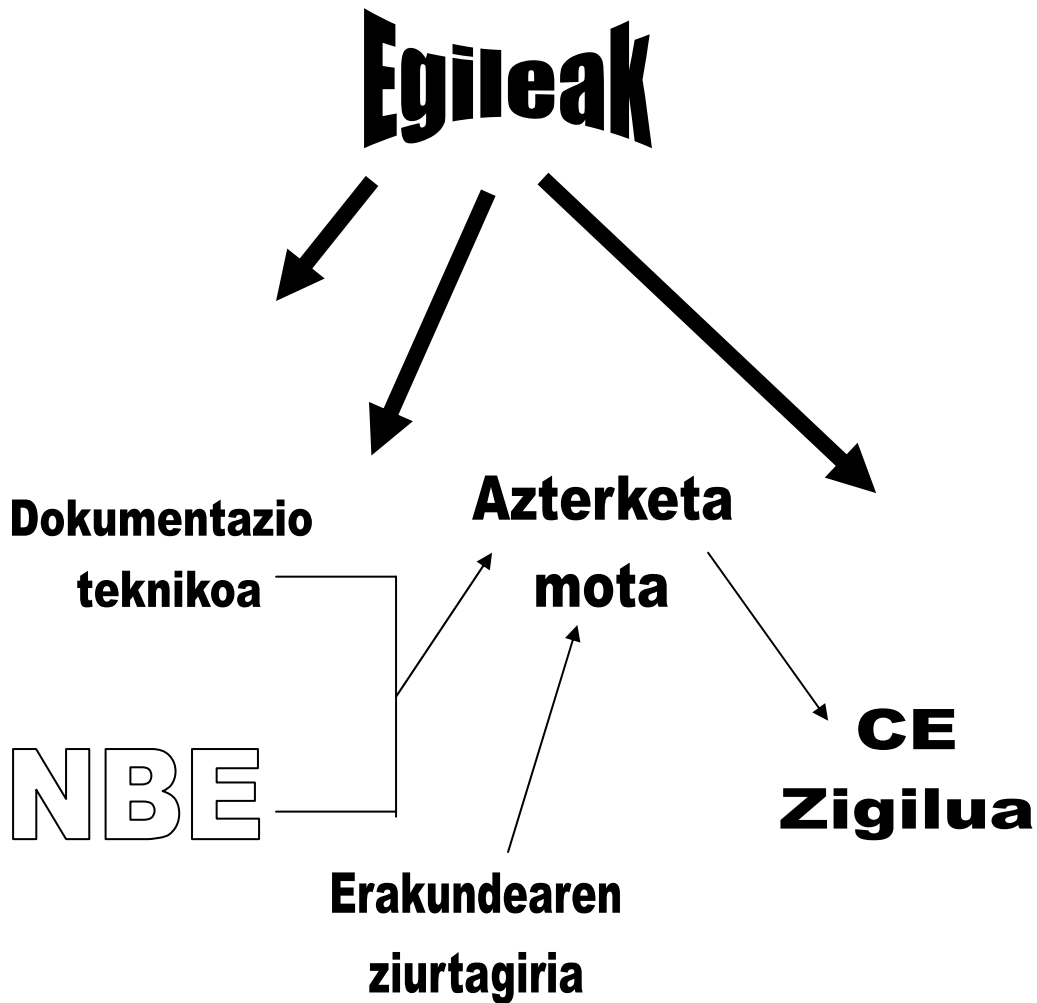 Egileak
Dokumentazio
teknikoa
Azterketa
mota
NBE
CE
Zigilua
Erakundearen
ziurtagiria